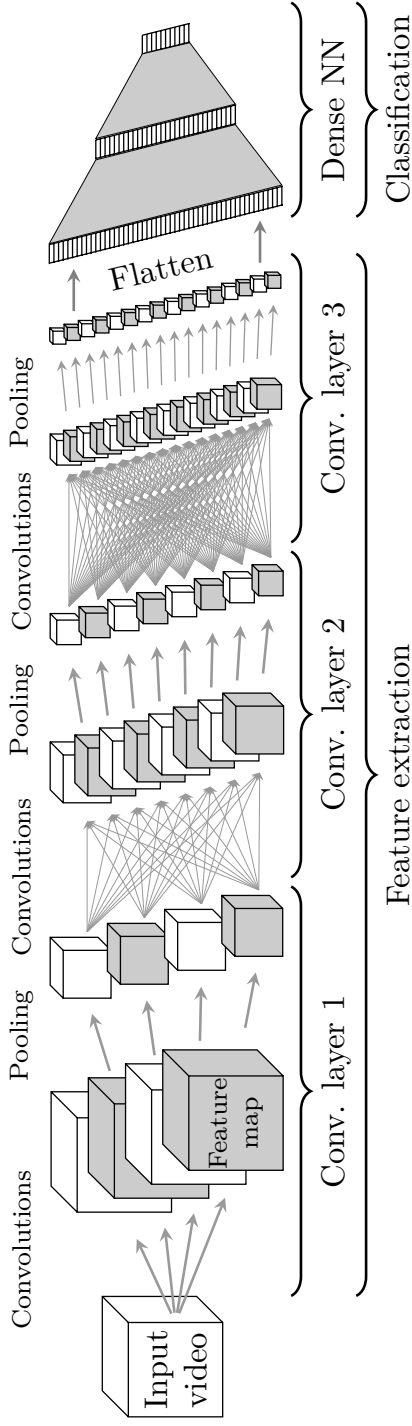 Convolutions
Pooling
Convolutions
Pooling
Convolutions
Pooling
Input
video
Feature
map
Flatten
Conv. layer 1
Conv. layer 2
Conv. layer 3
Dense NN
Feature extraction
Classification